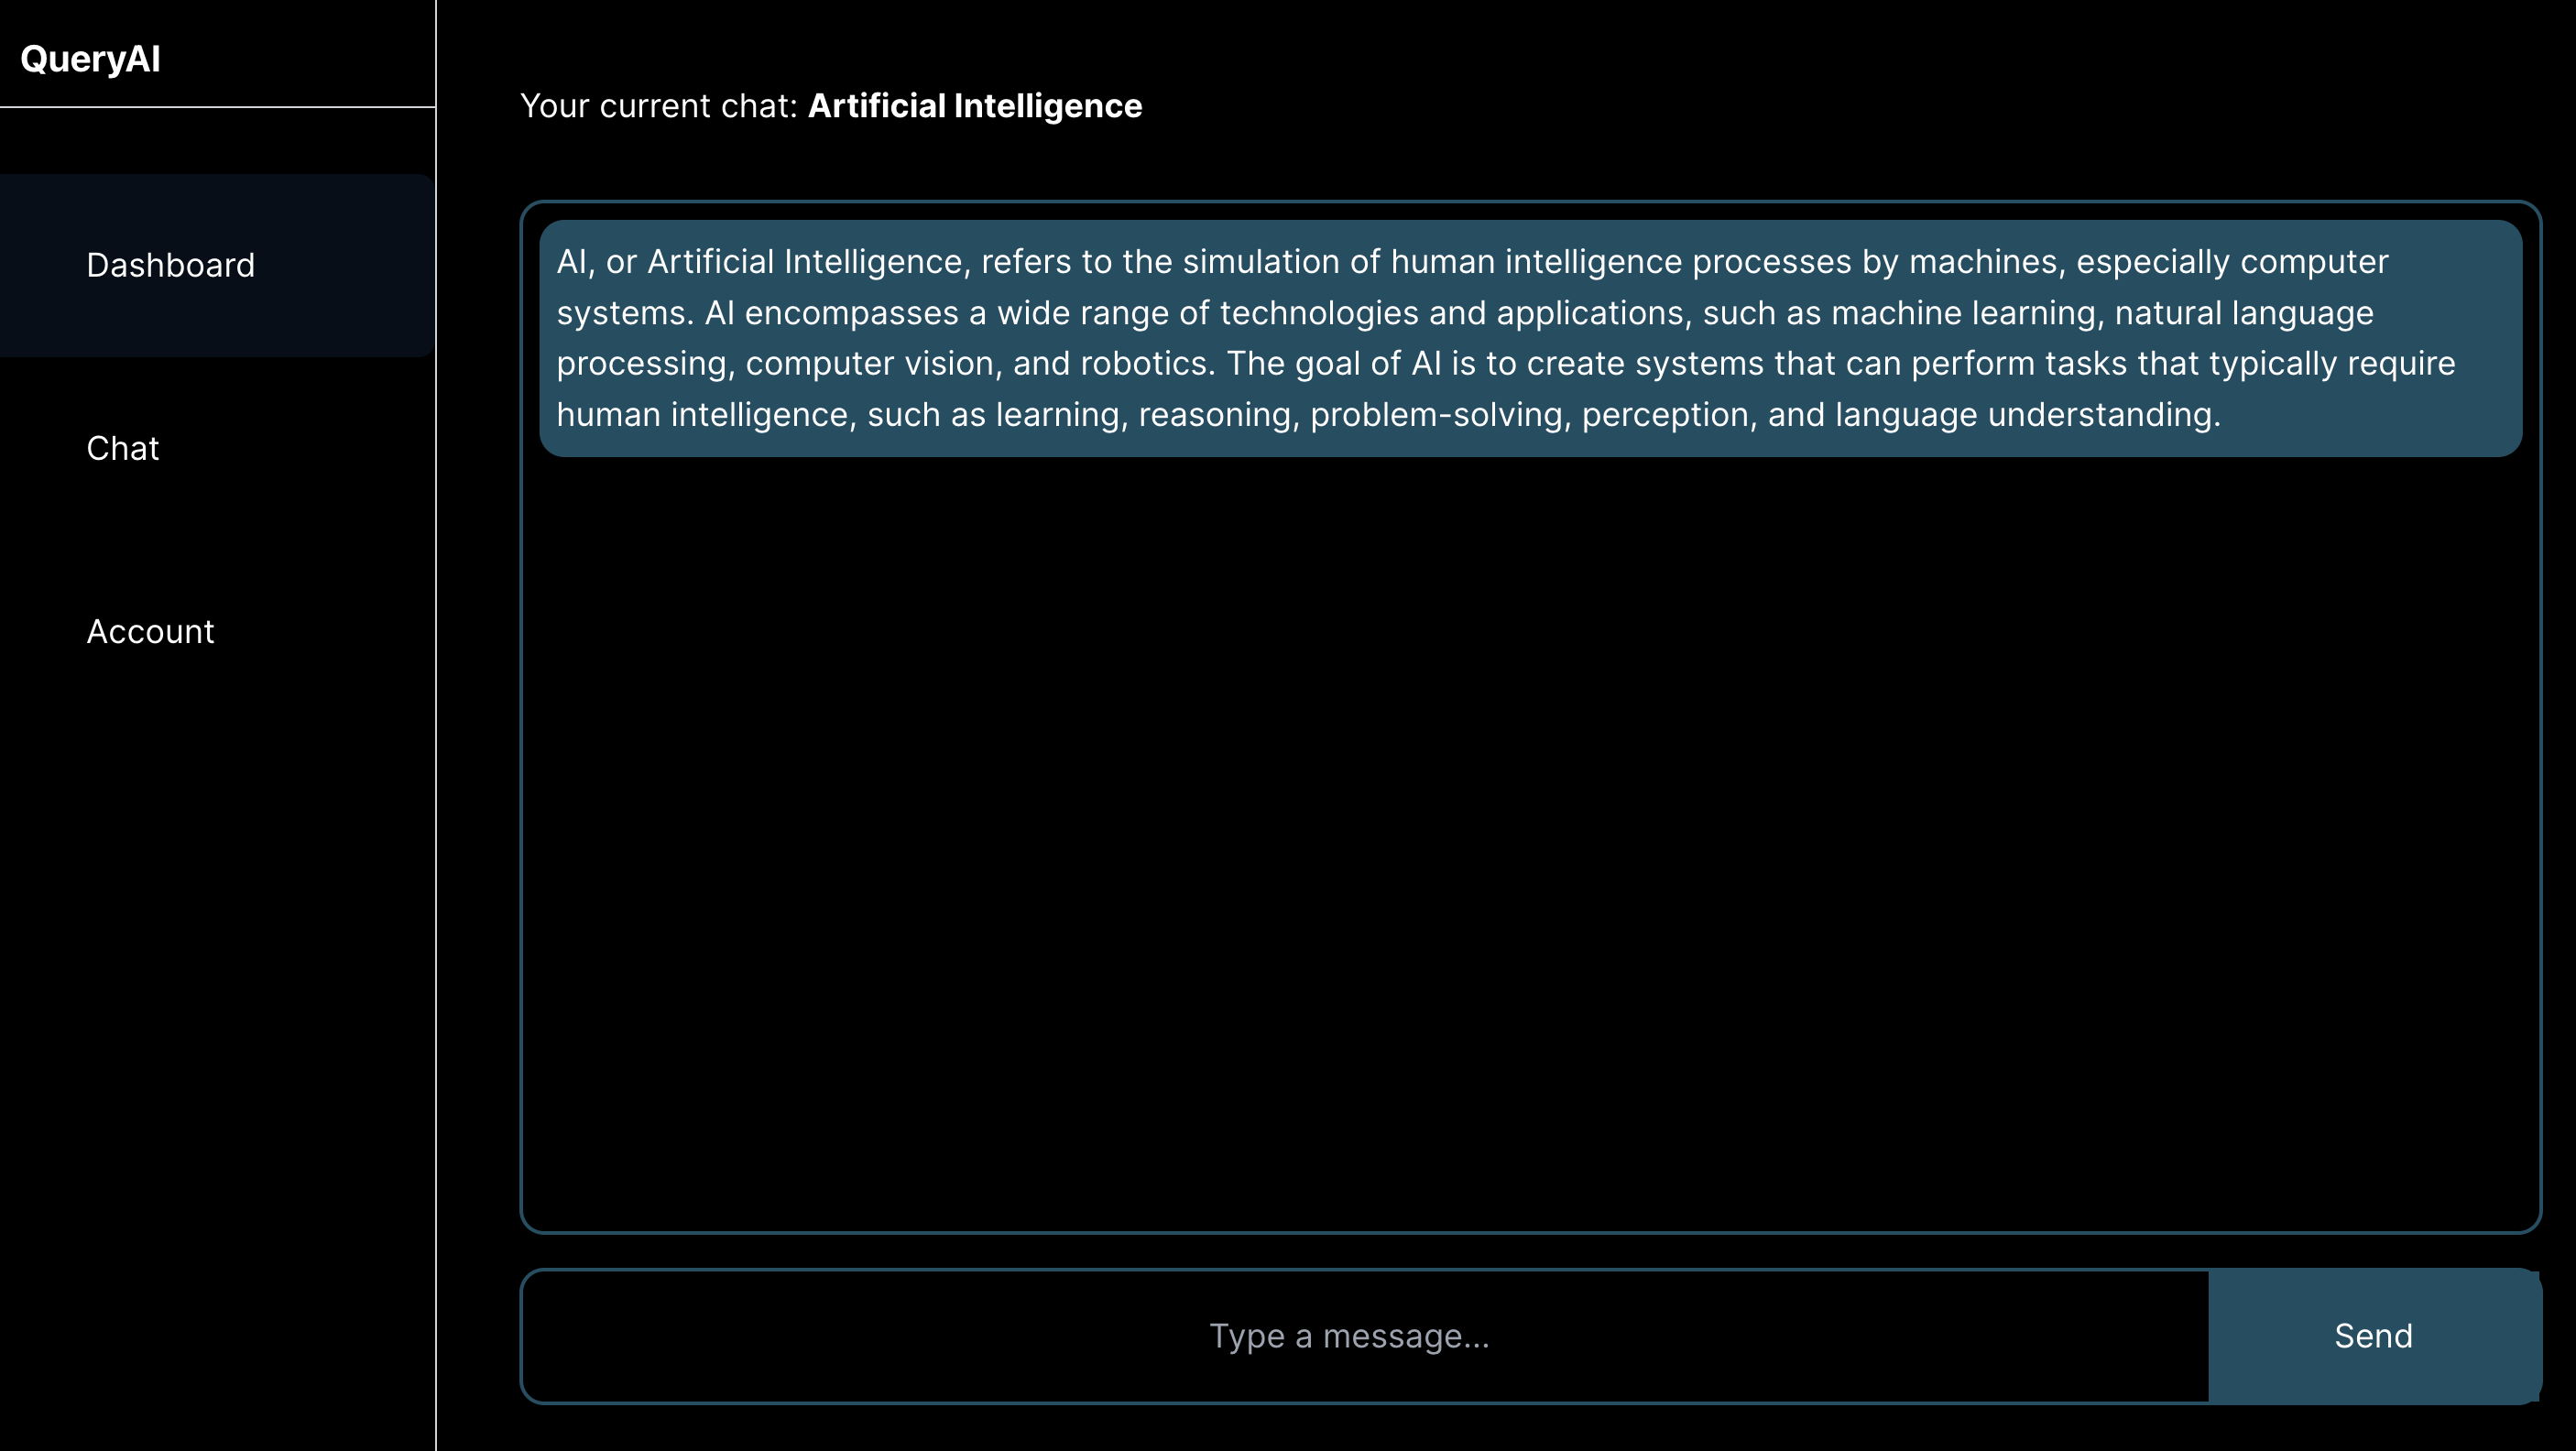 QueryAI
Dashboard
Chat
Account
Your current chat: Artificial Intelligence
AI, or Artificial Intelligence, refers to the simulation of human intelligence processes by machines, especially computer
systems. AI encompasses a wide range of technologies and applications, such as machine learning, natural language
processing, computer vision, and robotics. The goal of AI is to create systems that can perform tasks that typically require
human intelligence, such as learning, reasoning, problem-solving, perception, and language understanding.
Type a message...
Send